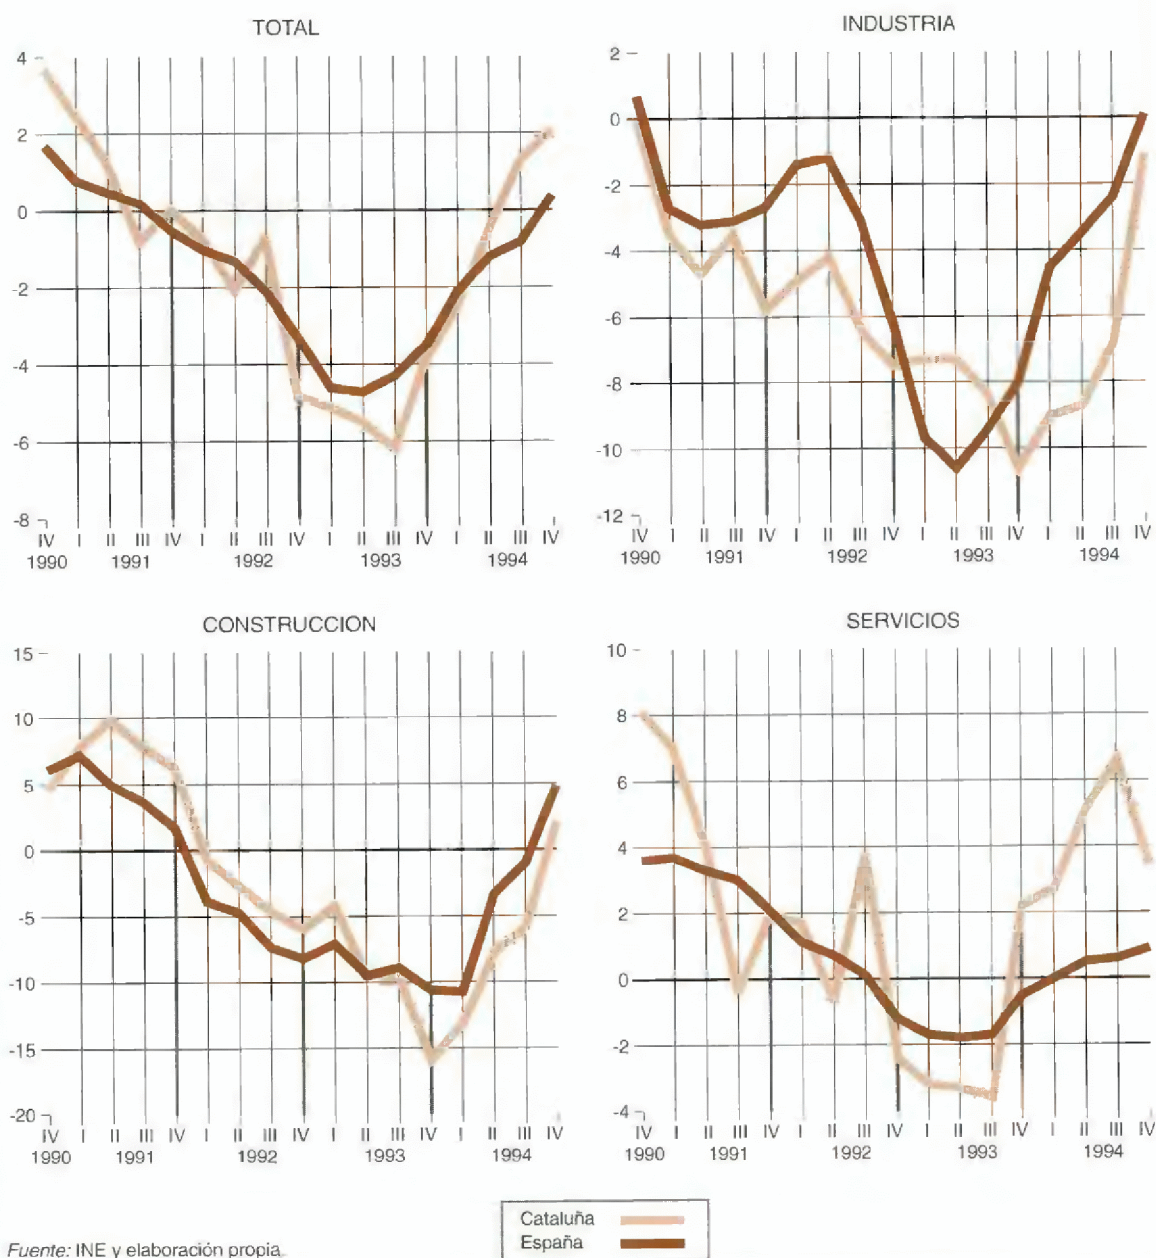 TOTAL
4
2
0
-2
-4
-6
-8
IV I II III IV I II III IV I II III IV I II III IV
1990 1991 1992 1993 1994
INDUSTRIA
2
0
-2
-4
-6
-8
-10
-12
IV I II III IV I II III IV I II III IV I II III IV
1990 1991 1992 1993 1994
CONSTRUCCION
15
10
5
0
-5
-10
-15
-20
IV I II III IV I II III IV I II III IV I II III IV
1990 1991 1992 1993 1994
SERVICIOS
10
8
6
4
2
0
-2
-4
IV I II III IV I II III IV I II III IV I II III IV
1990 1991 1992 1993 1994
Cataluña
España
Fuente: INE y elaboración propia